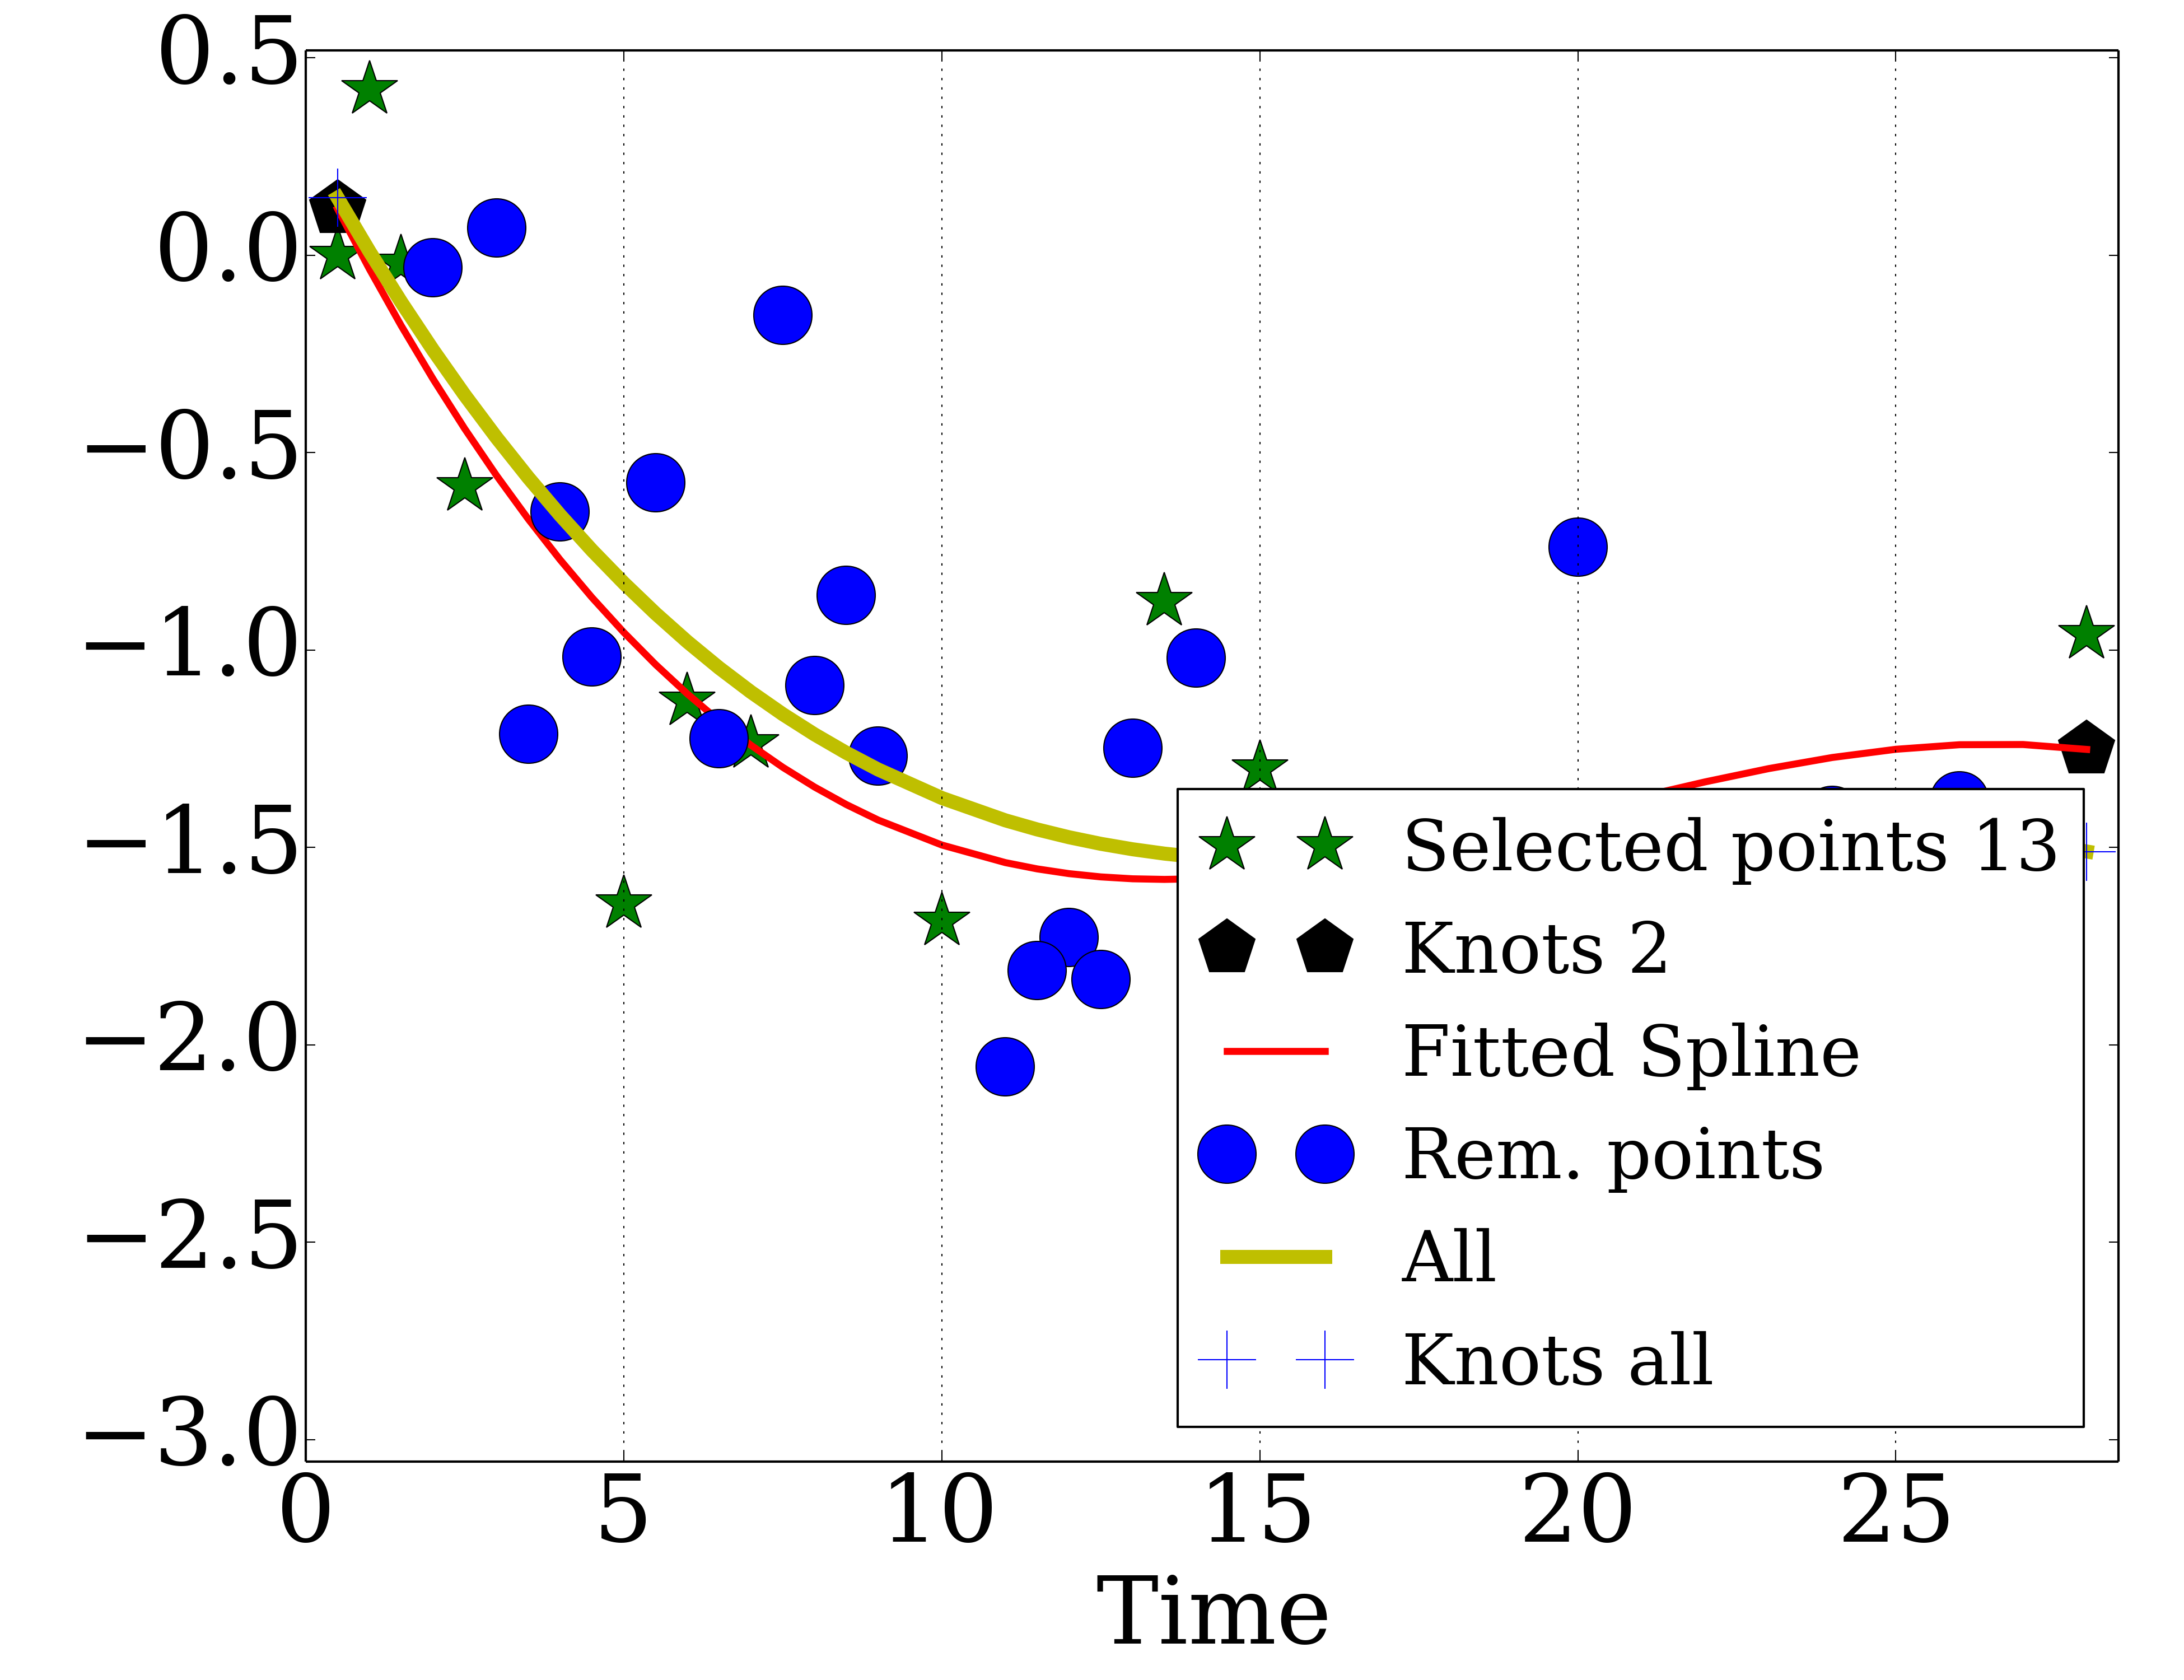 0.5
0.0
−0.5
−1.0
−1.5
−2.0
−2.5
−3.0
Selected points 13
Knots 2
Fitted Spline
Rem. points
All
Knots all
0 5 10 15 20 25
Time